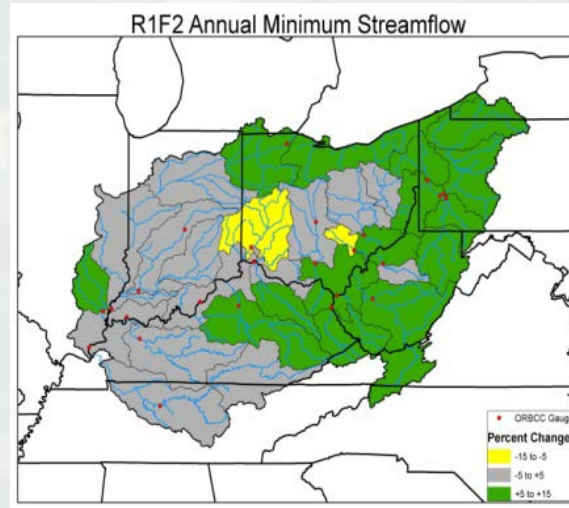 R1F2 Annual Minimum Streamflow
ORBCC Gaug
Percent Change
-15 to -5
-5 to +5
+5 to +15